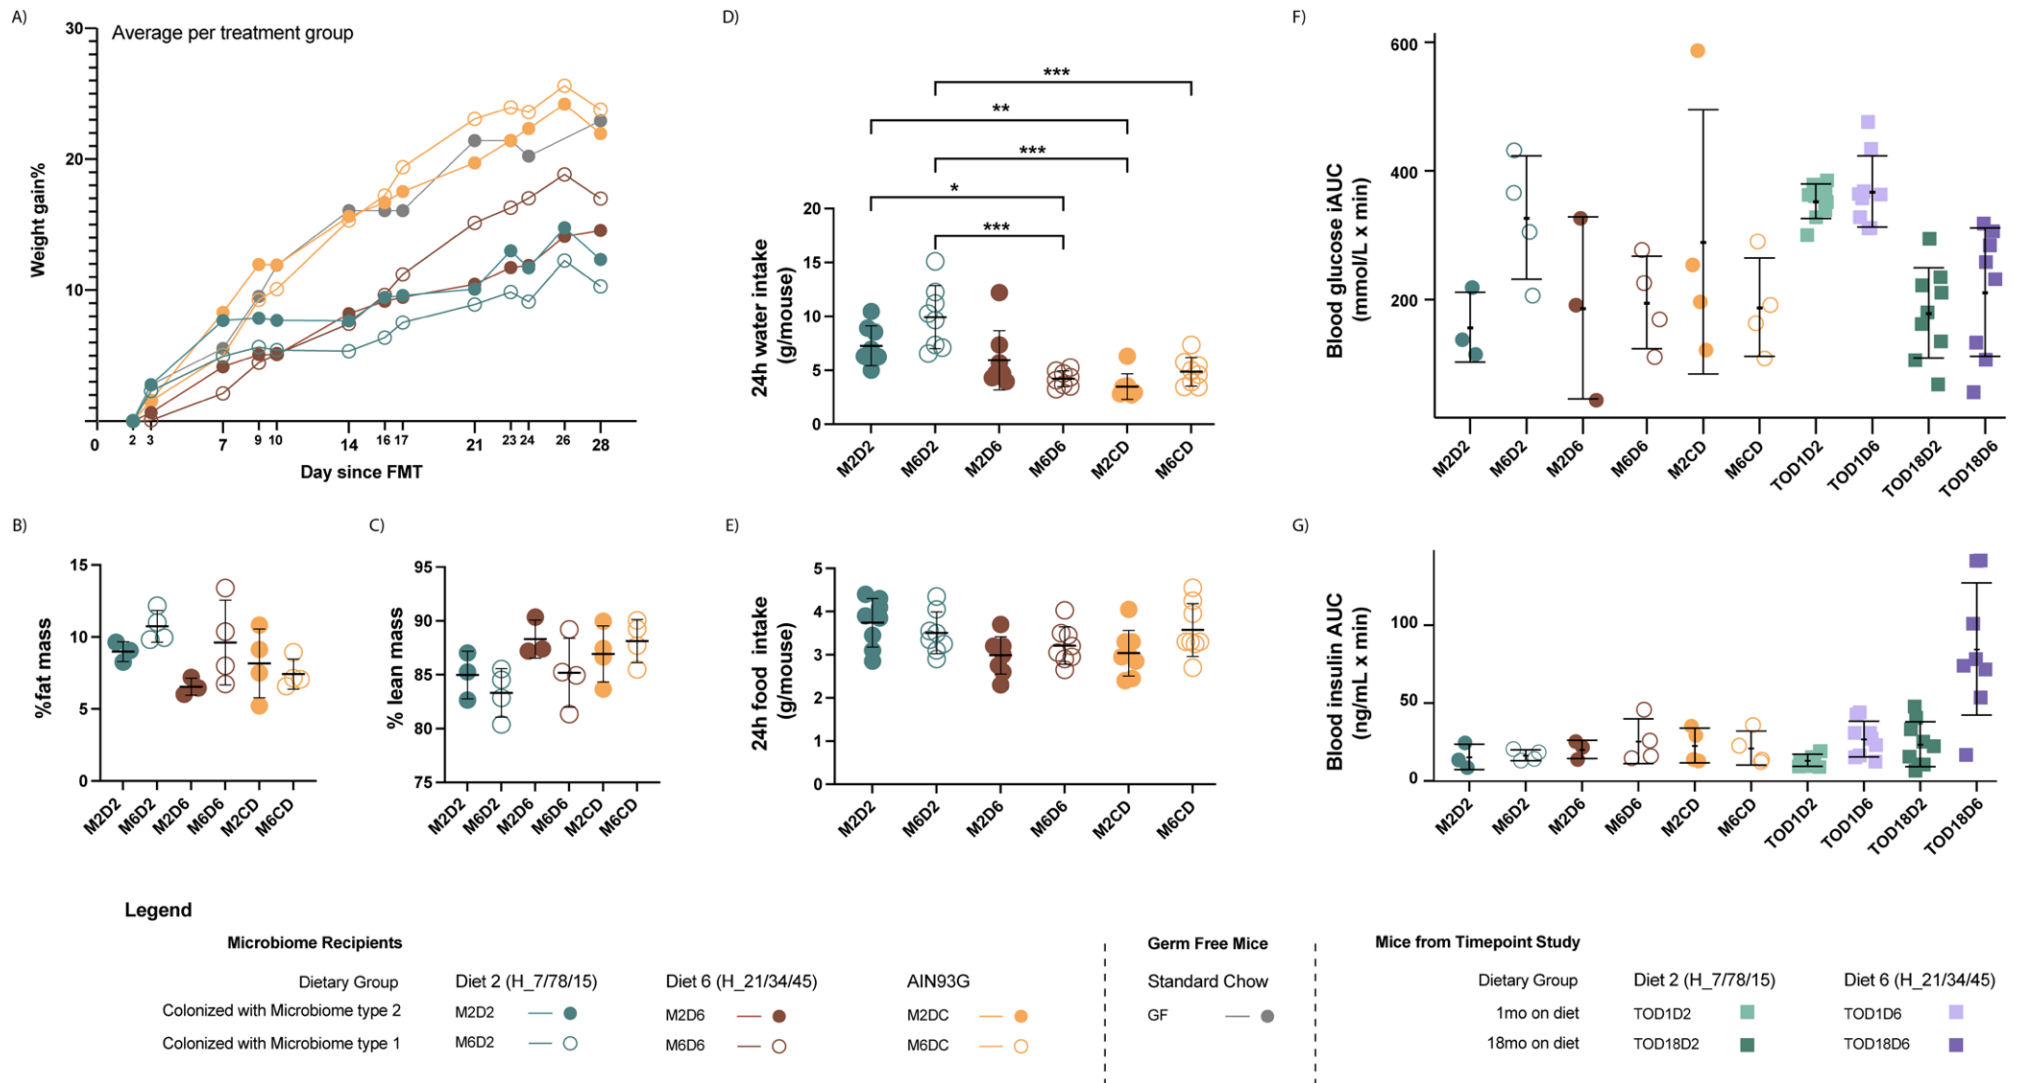 A)
Average per treatment group
30
20
10
Weight gain%
0 2 3 7 9 10 14 16 17 21 23 24 26 28
Day since FMT
B)
15
10
5
0
%fat mass
M2D2 M6D2 M2D6 M6D6 M2CD M6CD
C)
95
90
85
80
75
% lean mass
M2D2 M6D2 M2D6 M6D6 M2CD M6CD
D)
***
**
***
*
***
20
15
10
5
0
24h water intake
(g/mouse)
M2D2 M6D2 M2D6 M6D6 M2CD M6CD
E)
5
4
3
2
1
0
24h food intake
(g/mouse)
M2D2 M6D2 M2D6 M6D6 M2CD M6CD
F)
600
400
200
Blood glucose iAUC
(mmol/L x min)
M2D2 M6D2 M2D6 M6D6 M2CD M6CD TOD1D2 TOD1D6 TOD18D2 TOD18D6
G)
100
50
0
Blood insulin AUC
(ng/mL x min)
M2D2 M6D2 M2D6 M6D6 M2CD M6CD TOD1D2 TOD1D6 TOD18D2 TOD18D6
Legend
Microbiome Recipients
Dietary Group Diet 2 (H_7/78/15) Diet 6 (H_21/34/45) AIN93G
Colonized with Microbiome type 2 M2D2 M2D6 M2DC
Colonized with Microbiome type 1 M6D2 M6D6 M6DC
Germ Free Mice
Standard Chow
GF
Mice from Timepoint Study
Dietary Group Diet 2 (H_7/78/15) Diet 6 (H_21/34/45)
1mo on diet TOD1D2 TOD1D6
18mo on diet TOD18D2 TOD18D6